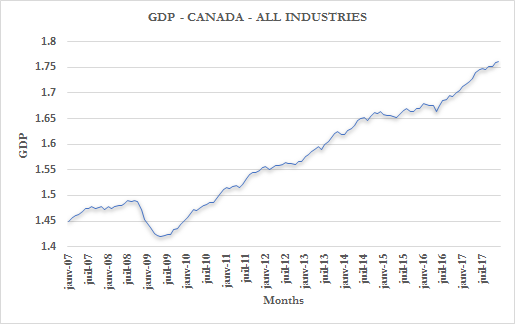 GDP - CANADA - ALL INDUSTRIES
1.8
1.75
1.7
1.65
1.6
1.55
1.5
1.45
1.4
GDP
janv-07
juil-07
janv-08
juil-08
janv-09
juil-09
janv-10
juil-10
janv-11
juil-11
janv-12
juil-12
janv-13
juil-13
janv-14
juil-14
janv-15
juil-15
janv-16
juil-16
janv-17
juil-17
Months